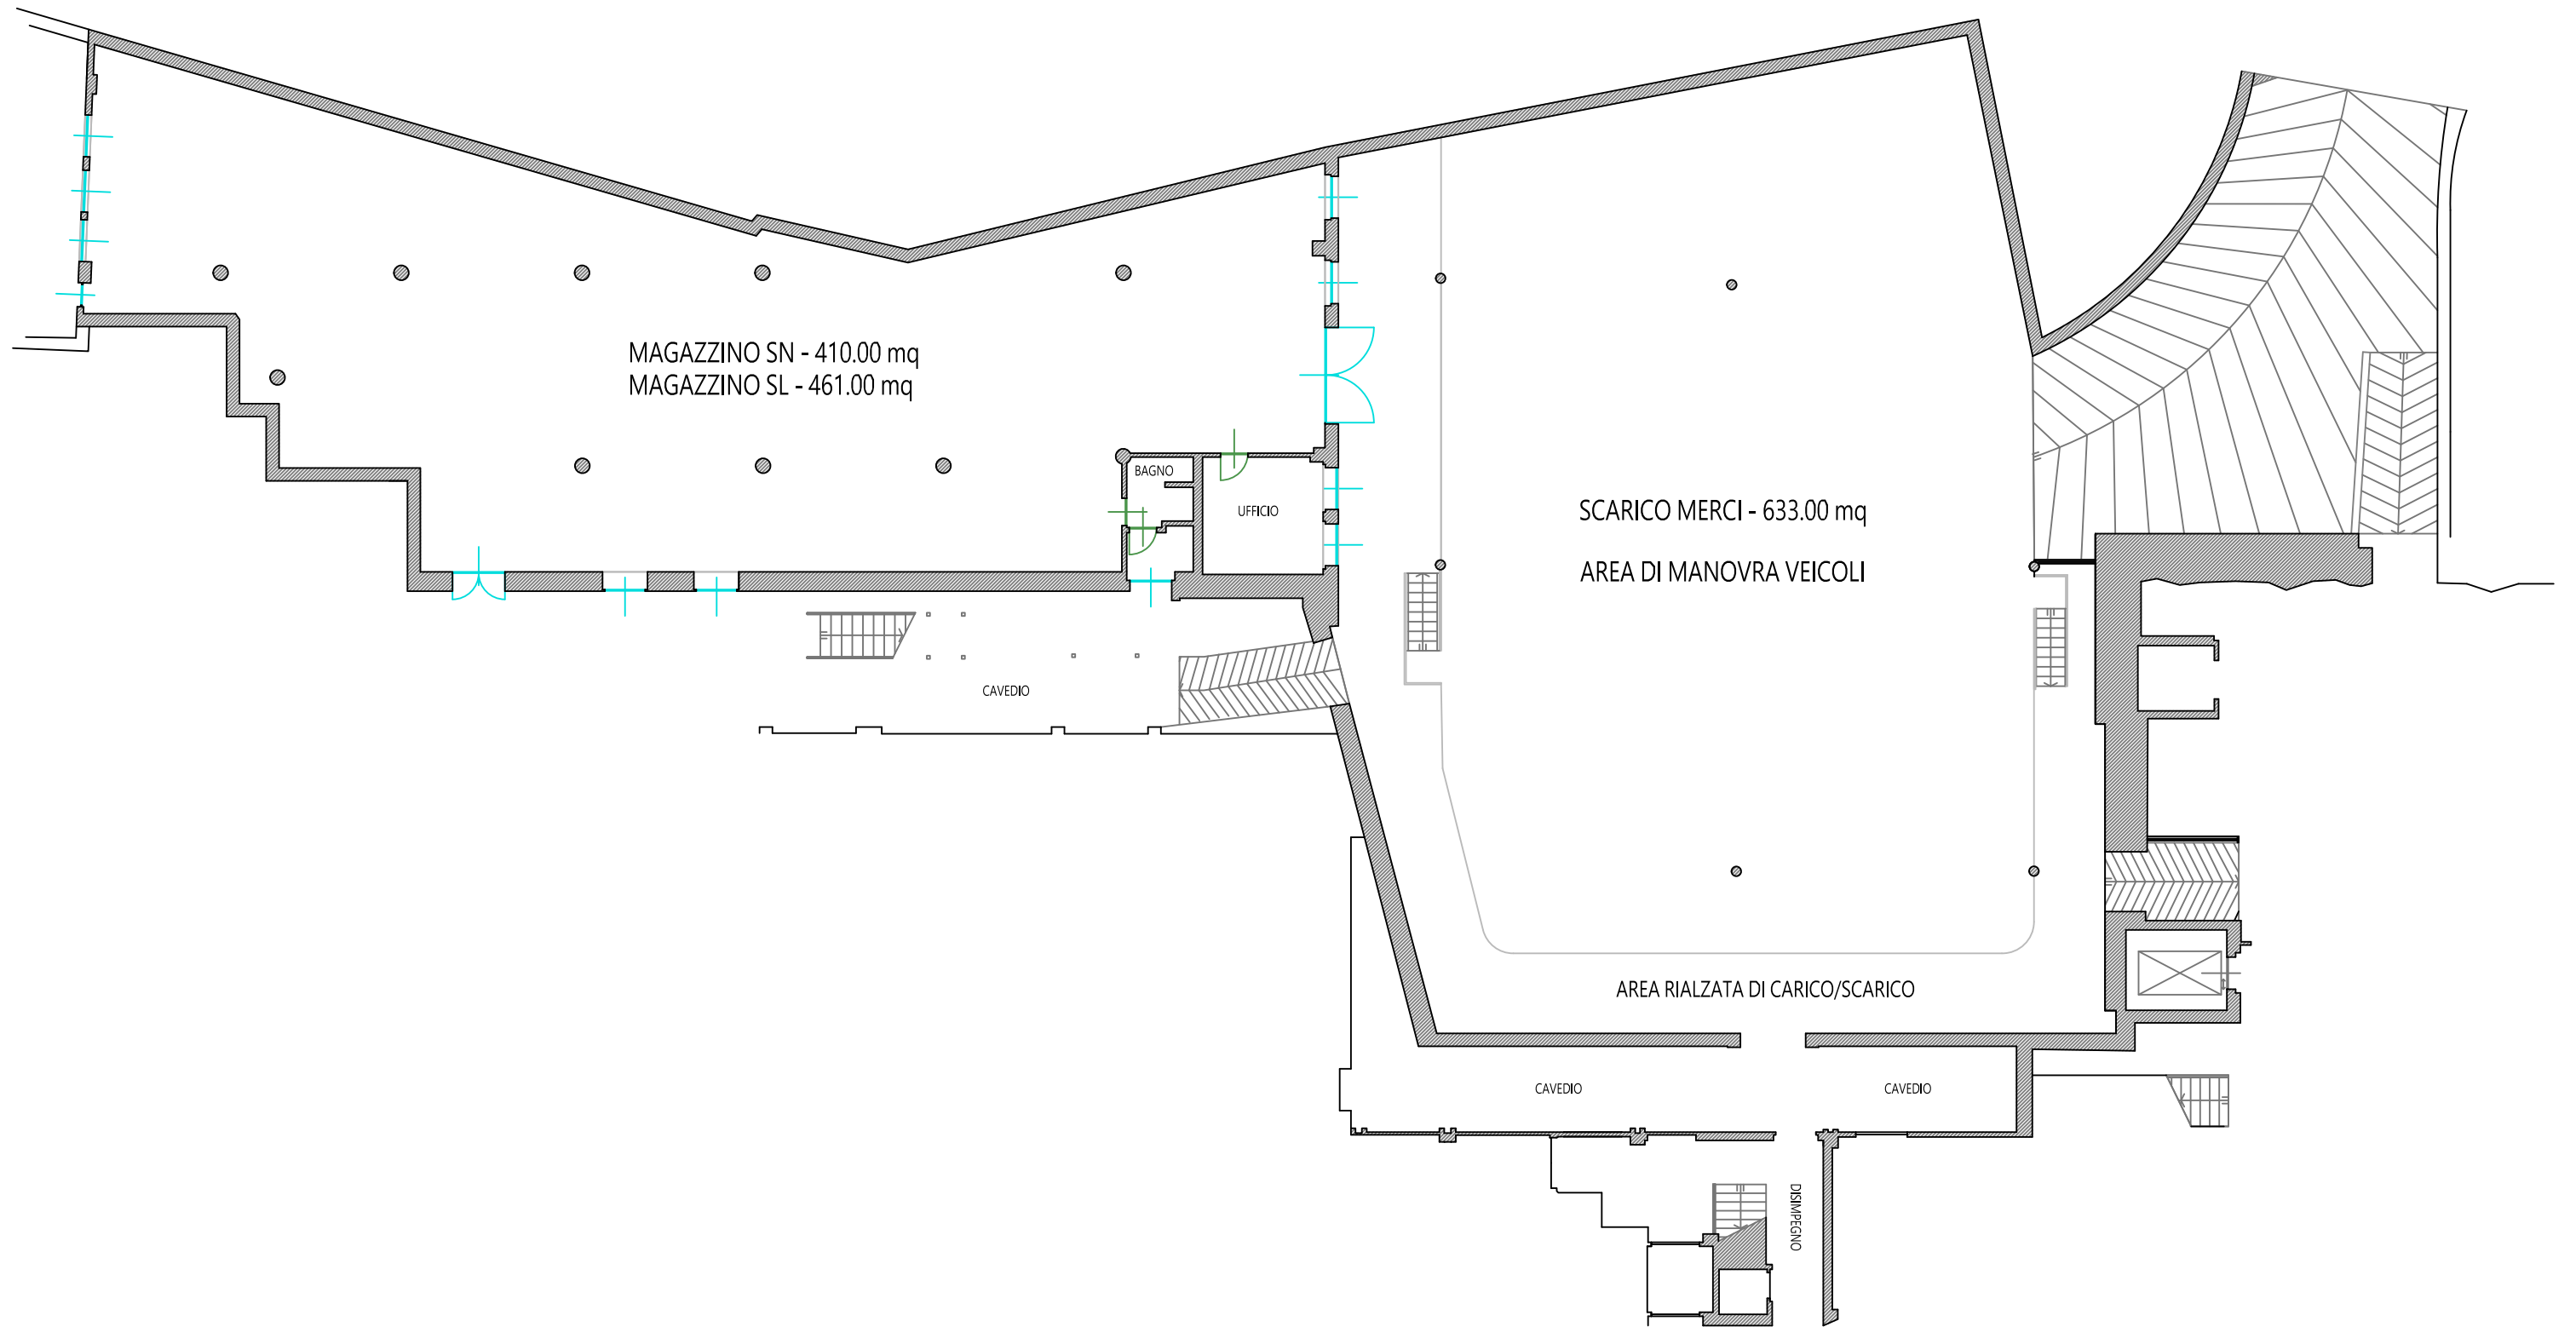 MAGAZZINO SN - 410.00 mq
MAGAZZINO SL - 461.00 mq
BAGNO
UFFICIO
SCARICO MERCI - 633.00 mq
AREA DI MANOVRA VEICOLI
CAVEDIO
AREA RIALZATA DI CARICO/SCARICO
CAVEDIO
CAVEDIO
DISIMPEGNO